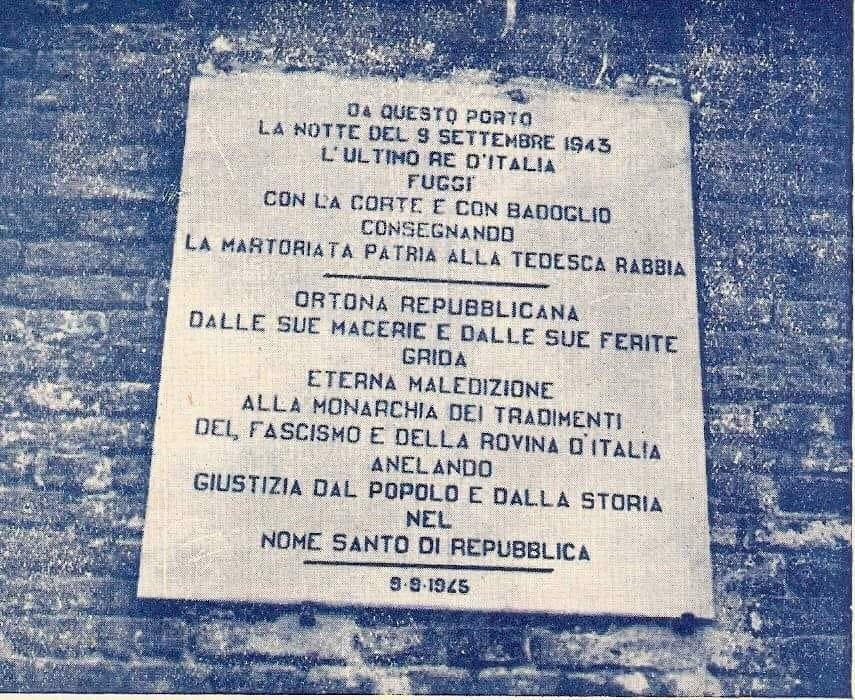 DA QUESTO PORTO
LA NOTTE DEL 9 SETTEMBRE 1943
L'ULTIMO RE D'ITALIA
FUGGI'
CON LA CORTE E CON BADOGLIO
CONSEGNANDO
LA MARTORIATA PATRIA ALLA TEDESCA RABBIA
ORTONA REPUBBLICANA
DALLE SUE MACERIE E DALLE SUE FERITE
GRIDA
ETERNA MALEDIZIONE
ALLA MONARCHIA DEI TRADIMENTI
DEL FASCISMO E DELLA ROVINA D'ITALIA
ANELANDO
GIUSTIZIA DAL POPOLO E DALLA STORIA
NEL
NOME SANTO DI REPUBBLICA
9-9-1945